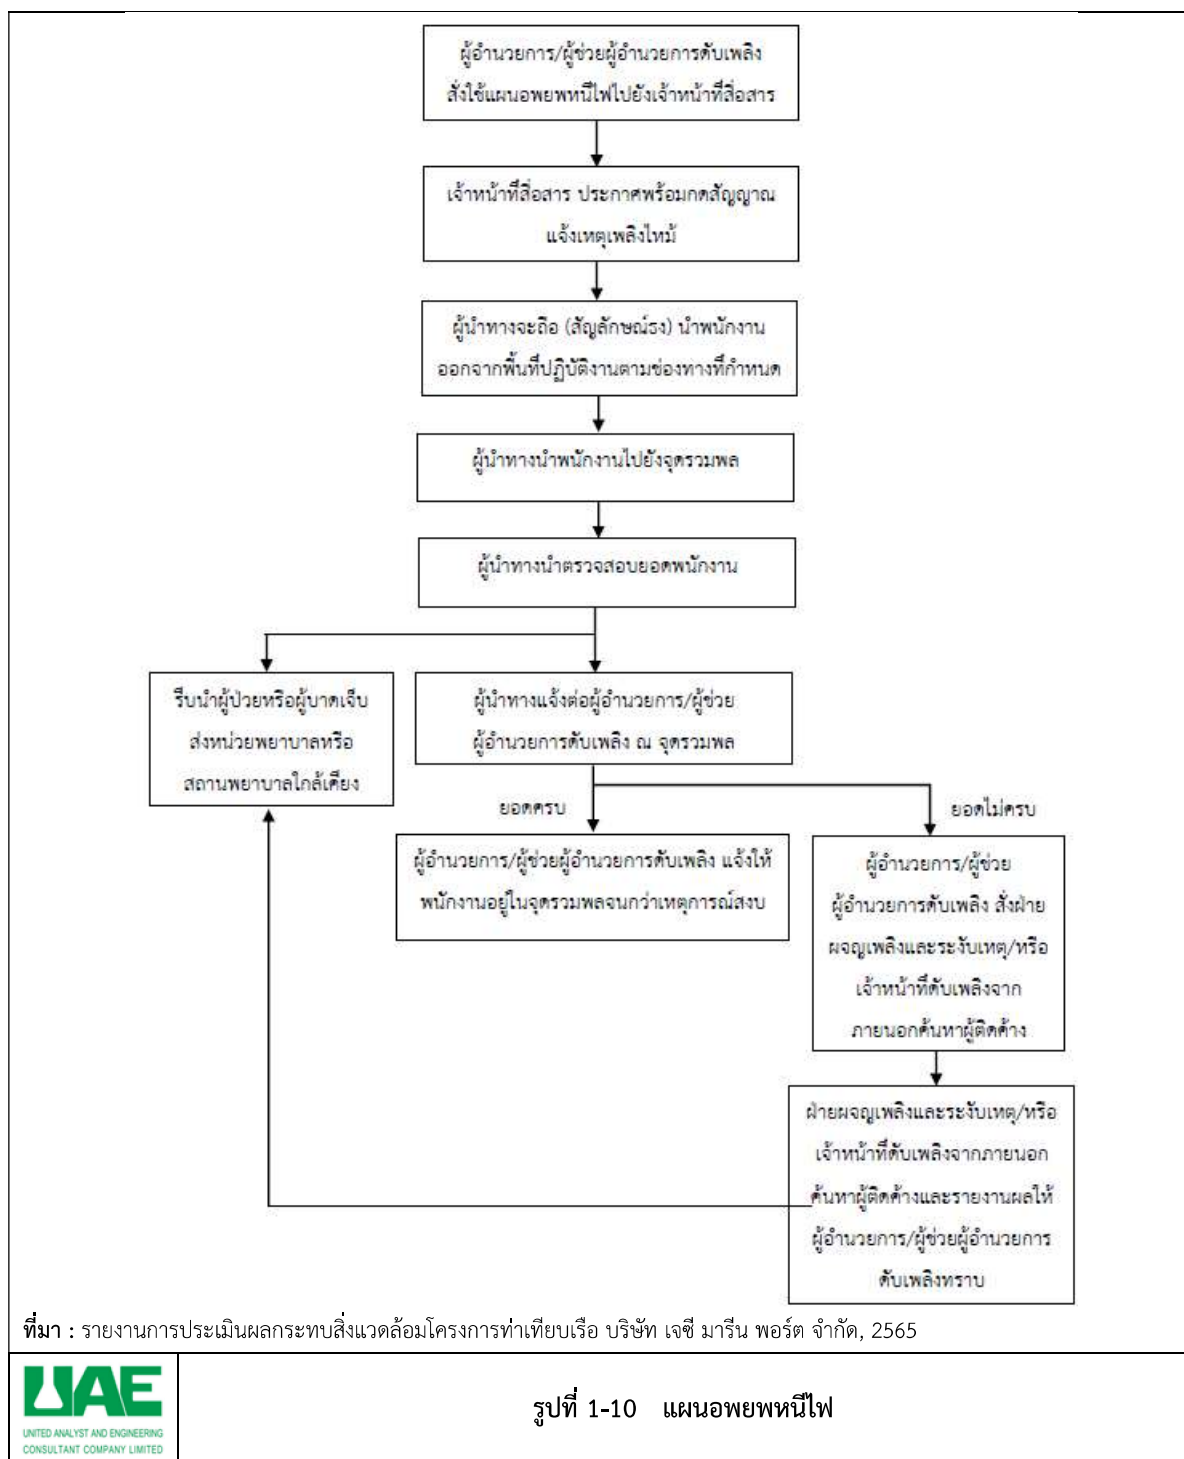 ผู้อำนวยการ/ผู้ช่วยผู้อำนวยการดับเพลิง
สั่งใช้แผนอพยพหนีไฟไปยังเจ้าหน้าที่สื่อสาร
เจ้าหน้าที่สื่อสาร ประกาศพร้อมกดสัญญาณ
แจ้งเหตุเพลิงไหม้
ผู้นำทางจะถือ (สัญลักษณ์ธง) นำพนักงาน
ออกจากพื้นที่ปฏิบัติงานตามช่องทางที่กำหนด
ผู้นำทางนำพนักงานไปยังจุดรวมพล
ผู้นำทางนำตรวจสอบยอดพนักงาน
รีบนำผู้ป่วยหรือผู้บาดเจ็บ
ส่งหน่วยพยาบาลหรือ
สถานพยาบาลใกล้เคียง
ผู้นำทางแจ้งต่อผู้อำนวยการ/ผู้ช่วย
ผู้อำนวยการดับเพลิง ณ จุดรวมพล
ยอดครบ
ยอดไม่ครบ
ผู้อำนวยการ/ผู้ช่วยผู้อำนวยการดับเพลิง แจ้งให้
พนักงานอยู่ในจุดรวมพลจนกว่าเหตุการณ์สงบ
ผู้อำนวยการ/ผู้ช่วย
ผู้อำนวยการดับเพลิง สั่งฝ่าย
ผจญเพลิงและระงับเหตุ/หรือ
เจ้าหน้าที่ดับเพลิงจาก
ภายนอกค้นหาผู้ติดค้าง
ฝ่ายผจญเพลิงและระงับเหตุ/หรือ
เจ้าหน้าที่ดับเพลิงจากภายนอก
ค้นหาผู้ติดค้างและรายงานผลให้
ผู้อำนวยการ/ผู้ช่วยผู้อำนวยการ
ดับเพลิงทราบ
ที่มา : รายงานการประเมินผลกระทบสิ่งแวดล้อมโครงการท่าเทียบเรือ บริษัท เจซี มารีน พอร์ต จำกัด, 2565
UAE
UNITED ANALYST AND ENGINEERING
CONSULTANT COMPANY LIMITED
รูปที่ 1-10 แผนอพยพหนีไฟ